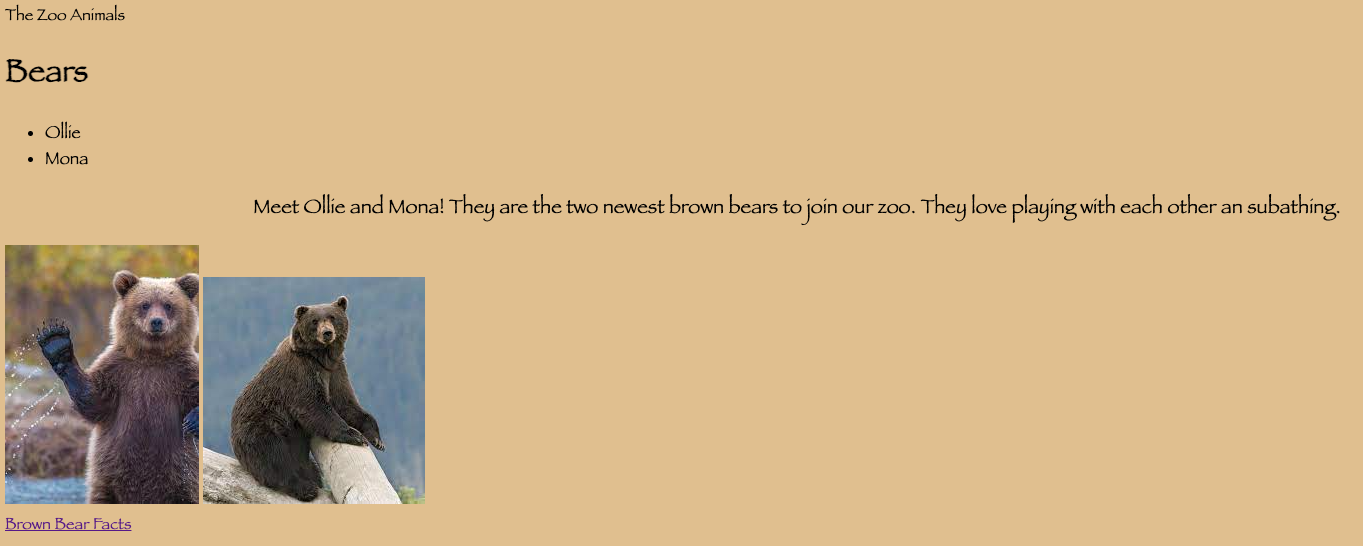 The Zoo Animals
Bears
Ollie
Mona
Meet Ollie and Mona! They are the two newest brown bears to join our zoo. They love playing with each other an subathing.
Brown Bear Facts